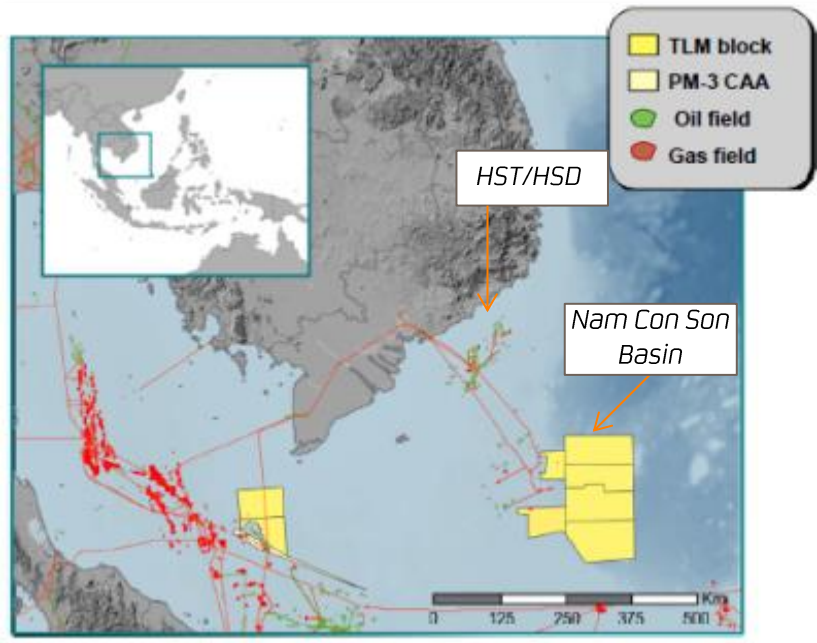 TLM block
PM-3 CAA
Oil field
Gas field
HST/HSD
Nam Con Son
Basin
Km
0 125 250 375 500